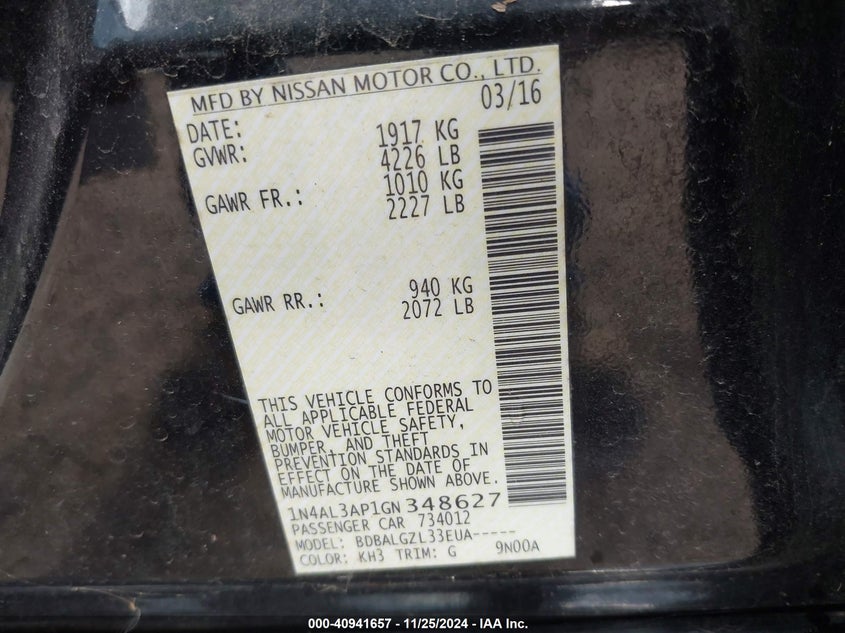 MFD BY NISSAN MOTOR CO., LTD.
DATE: 03/16
GVWR: 1917 KG
4226 LB
GAWR FR.: 1010 KG
2227 LB
GAWR RR.: 940 KG
2072 LB
THIS VEHICLE CONFORMS TO
ALL APPLICABLE FEDERAL
MOTOR VEHICLE SAFETY,
BUMPER, AND THEFT
PREVENTION STANDARDS IN
EFFECT ON THE DATE OF
MANUFACTURE SHOWN ABOVE.
1N4AL3AP1GN348627
PASSENGER CAR 734012
MODEL: BDBALGZL33EUA-----
COLOR: KH3 TRIM: G 9N00A
000-40941657 - 11/25/2024 - IAA Inc.